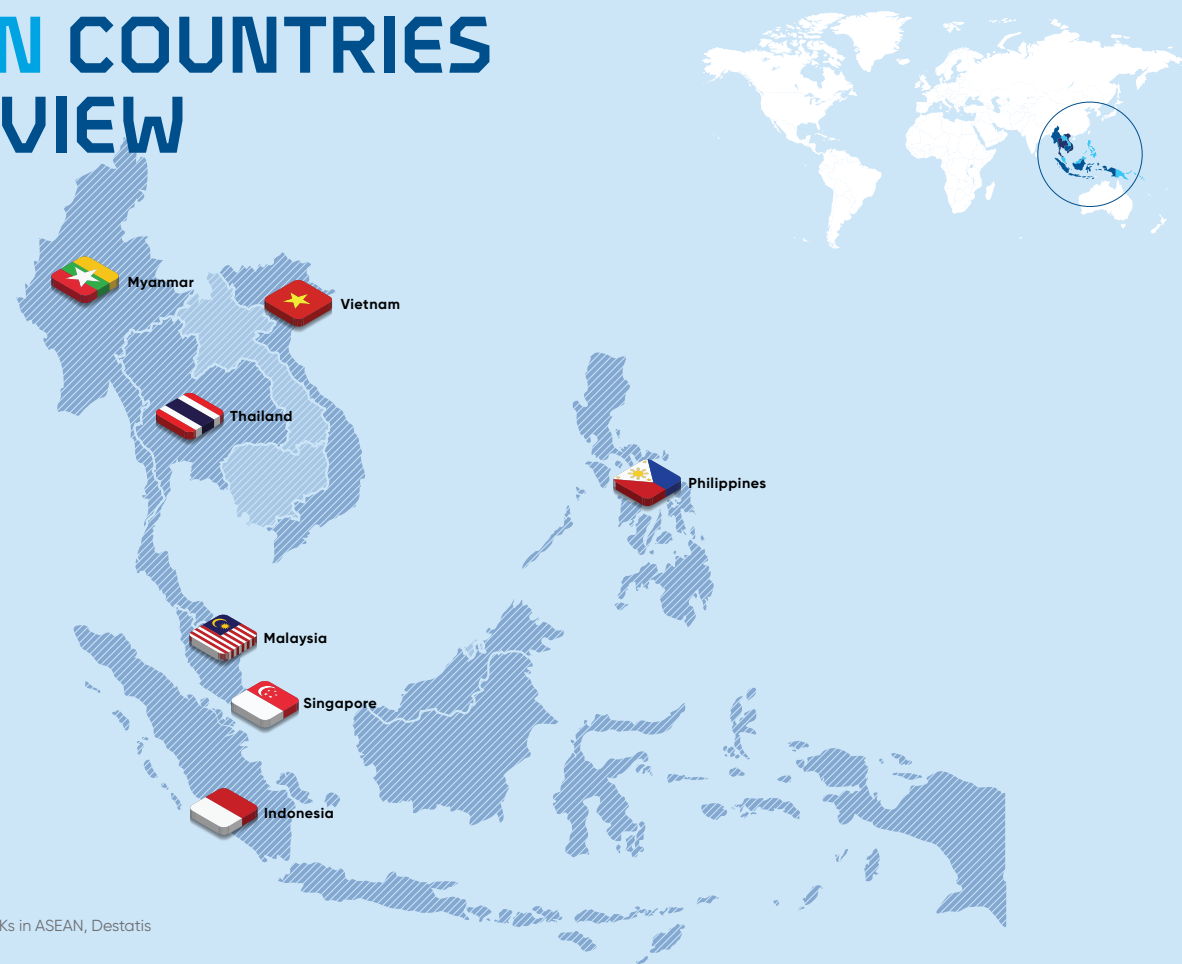 N COUNTRIES
VIEW
Myanmar
Vietnam
Thailand
Philippines
Malaysia
Singapore
Indonesia
Ks in ASEAN, Destatis